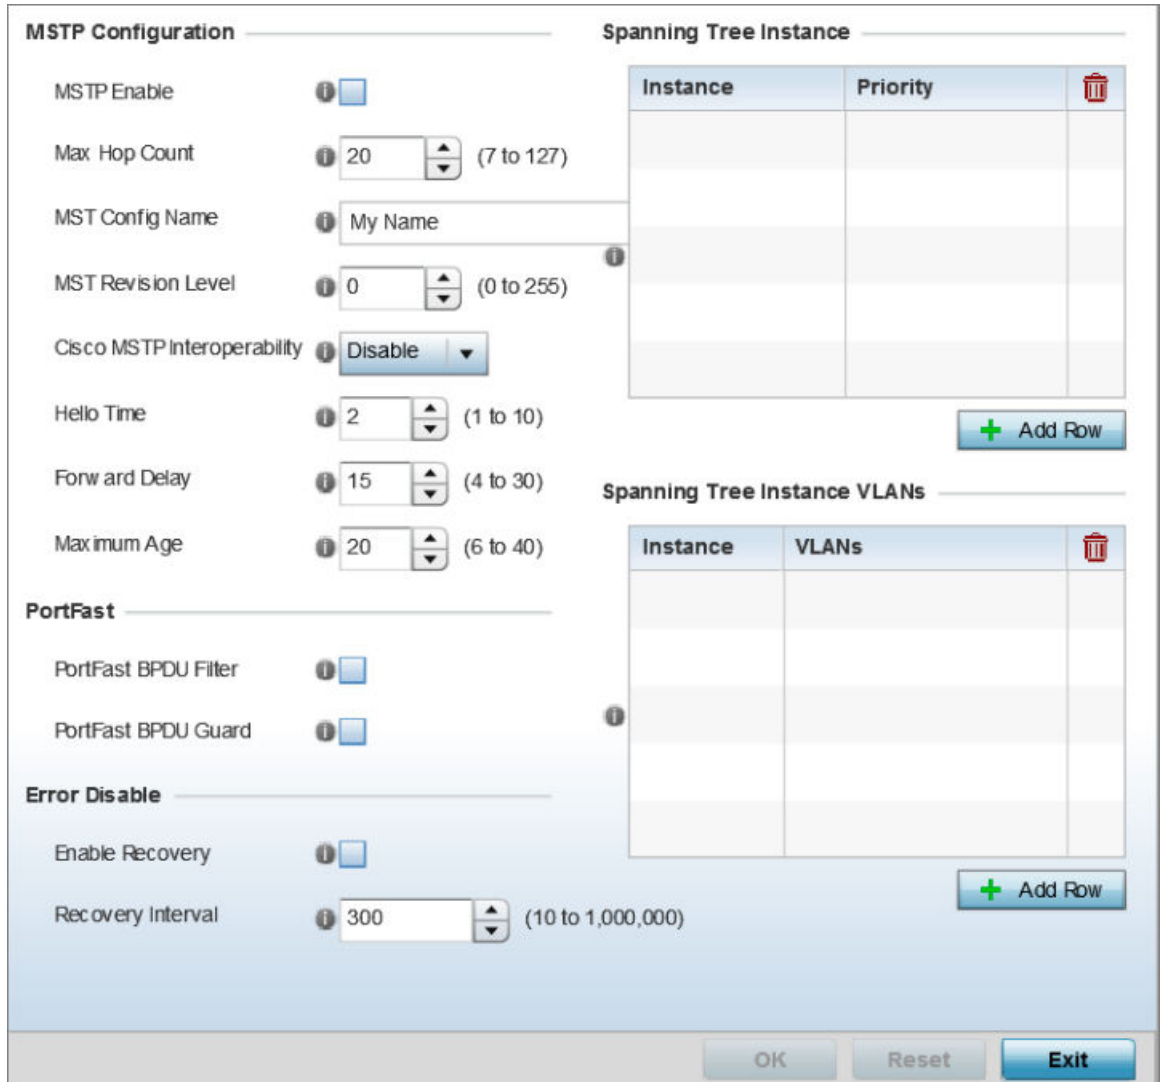 MSTP Configuration
MSTP Enable
Max Hop Count 20 (7 to 127)
MST Config Name My Name
MST Revision Level 0 (0 to 255)
Cisco MSTP Interoperability Disable
Hello Time 2 (1 to 10)
Forward Delay 15 (4 to 30)
Maximum Age 20 (6 to 40)
PortFast
PortFast BPDU Filter
PortFast BPDU Guard
Error Disable
Enable Recovery
Recovery Interval 300 (10 to 1,000,000)
Spanning Tree Instance
Instance Priority
Add Row
Spanning Tree Instance VLANs
Instance VLANs
Add Row
OK Reset Exit